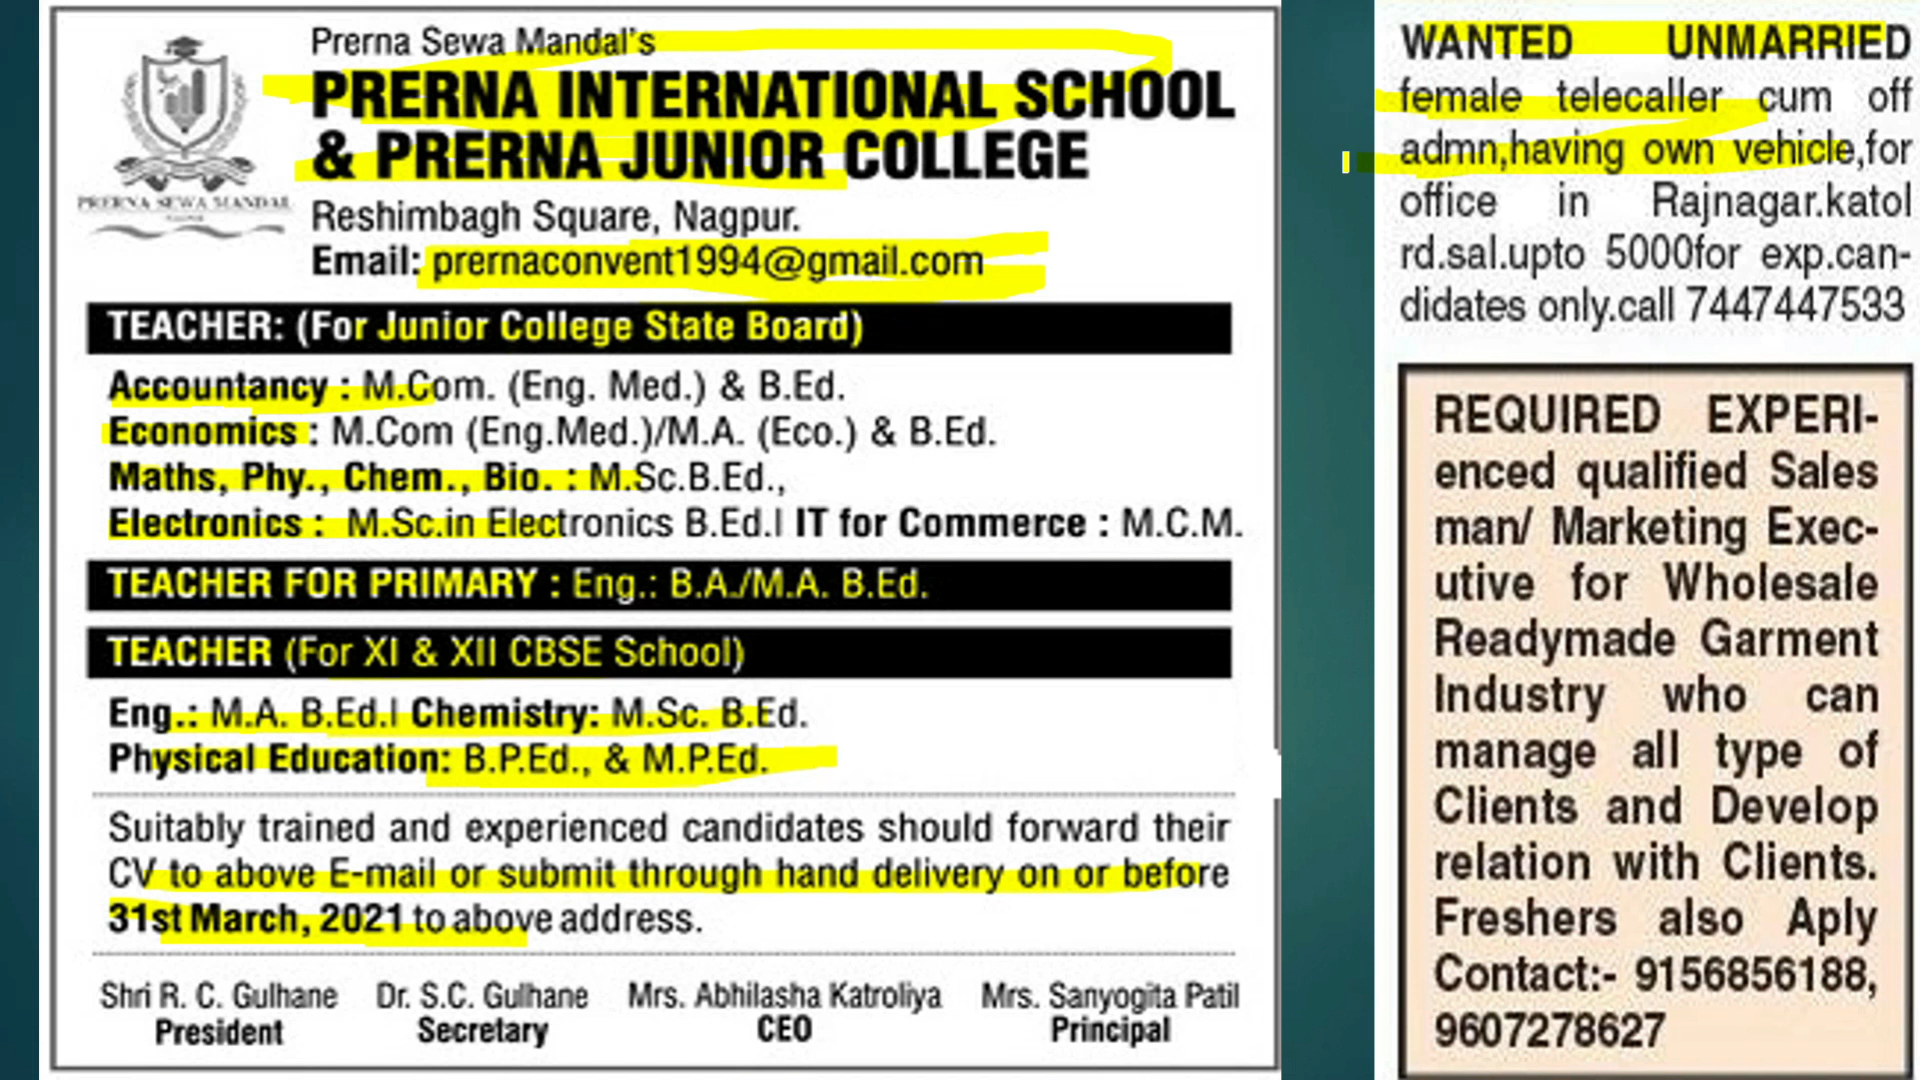 Prerna Sewa Mandal's
PRERNA INTERNATIONAL SCHOOL
& PRERNA JUNIOR COLLEGE
PRERNA SEWA MANDAL
Reshimbagh Square, Nagpur.
Email: prernaconvent1994@gmail.com
TEACHER: (For Junior College State Board)
Accountancy : M.Com. (Eng. Med.) & B.Ed.
Economics : M.Com (Eng.Med.)/M.A. (Eco.) & B.Ed.
Maths, Phy., Chem., Bio. : M.Sc.B.Ed.,
Electronics : M.Sc.in Electronics B.Ed.| IT for Commerce : M.C.M.
TEACHER FOR PRIMARY : Eng.: B.A./M.A. B.Ed.
TEACHER (For XI & XII CBSE School)
Eng.: M.A. B.Ed.| Chemistry: M.Sc. B.Ed.
Physical Education: B.P.Ed., & M.P.Ed.
Suitably trained and experienced candidates should forward their
CV to above E-mail or submit through hand delivery on or before
31st March, 2021 to above address.
Shri R. C. Gulhane Dr. S.C. Gulhane Mrs. Abhilasha Katroliya Mrs. Sanyogita Patil
President Secretary CEO Principal
WANTED UNMARRIED
female telecaller cum off
admn,having own vehicle,for
office in Rajnagar.katol
rd.sal.upto 5000for exp.can-
didates only.call 7447447533
REQUIRED EXPERI-
enced qualified Sales
man/ Marketing Exec-
utive for Wholesale
Readymade Garment
Industry who can
manage all type of
Clients and Develop
relation with Clients.
Freshers also Aply
Contact:- 9156856188,
9607278627